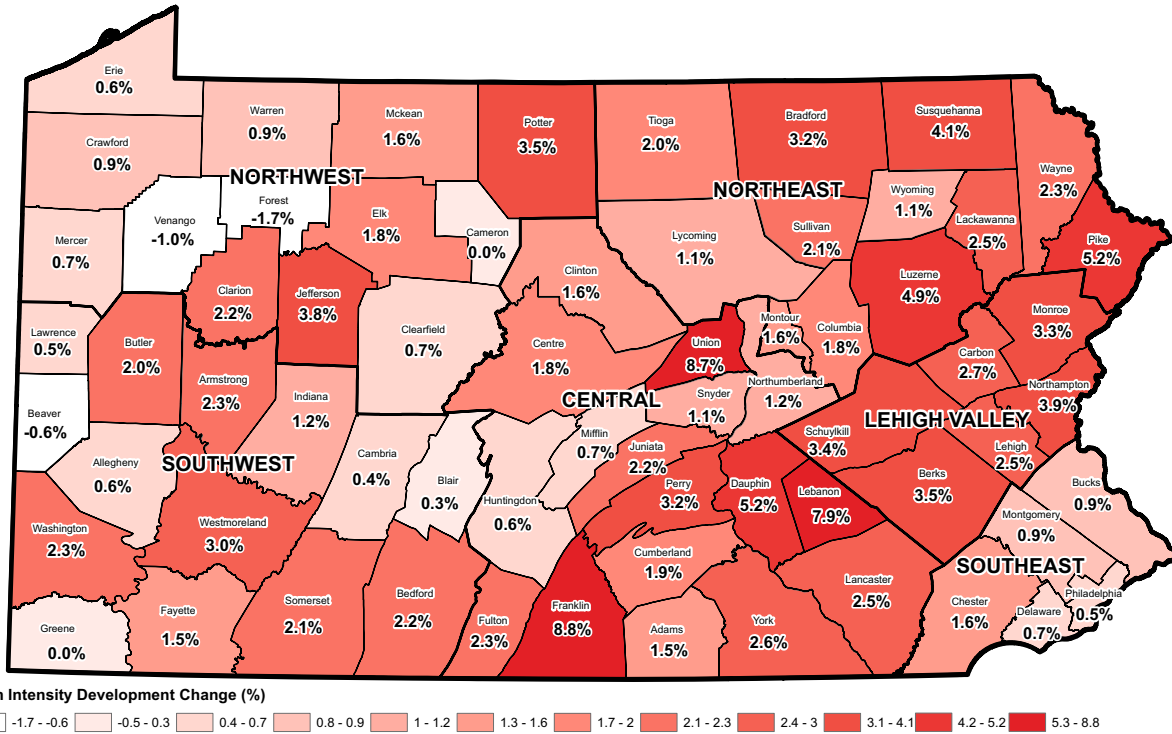 Erie
0.6%
Warren
0.9%
Mckean
1.6%
Potter
3.5%
Tioga
2.0%
Bradford
3.2%
Susquehanna
4.1%
Crawford
0.9%
Wayne
2.3%
NORTHWEST
NORTHEAST
Venango
-1.0%
Forest
-1.7%
Elk
1.8%
Cameron
0.0%
Wyoming
1.1%
Lackawanna
2.5%
Sullivan
2.1%
Lycoming
1.1%
Pike
5.2%
Mercer
0.7%
Clinton
1.6%
Luzerne
4.9%
Clarion
2.2%
Jefferson
3.8%
Monroe
3.3%
Lawrence
0.5%
Butler
2.0%
Clearfield
0.7%
Centre
1.8%
Union
8.7%
Montour
1.6%
Columbia
1.8%
Carbon
2.7%
Armstrong
2.3%
Indiana
1.2%
CENTRAL
Snyder
1.1%
Northumberland
1.2%
Northampton
3.9%
Beaver
-0.6%
LEHIGH VALLEY
Mifflin
0.7%
Juniata
2.2%
Schuylkill
3.4%
Lehigh
2.5%
Allegheny
0.6%
SOUTHWEST
Cambria
0.4%
Blair
0.3%
Huntingdon
0.6%
Perry
3.2%
Dauphin
5.2%
Lebanon
7.9%
Berks
3.5%
Bucks
0.9%
Montgomery
0.9%
Washington
2.3%
Westmoreland
3.0%
Cumberland
1.9%
SOUTHEAST
Lancaster
2.5%
Chester
1.6%
Delaware
0.7%
Philadelphia
0.5%
Greene
0.0%
Fayette
1.5%
Somerset
2.1%
Bedford
2.2%
Fulton
2.3%
Franklin
8.8%
Adams
1.5%
York
2.6%
Intensity Development Change (%)
-1.7 - -0.6
-0.5 - 0.3
0.4 - 0.7
0.8 - 0.9
1 - 1.2
1.3 - 1.6
1.7 - 2
2.1 - 2.3
2.4 - 3
3.1 - 4.1
4.2 - 5.2
5.3 - 8.8